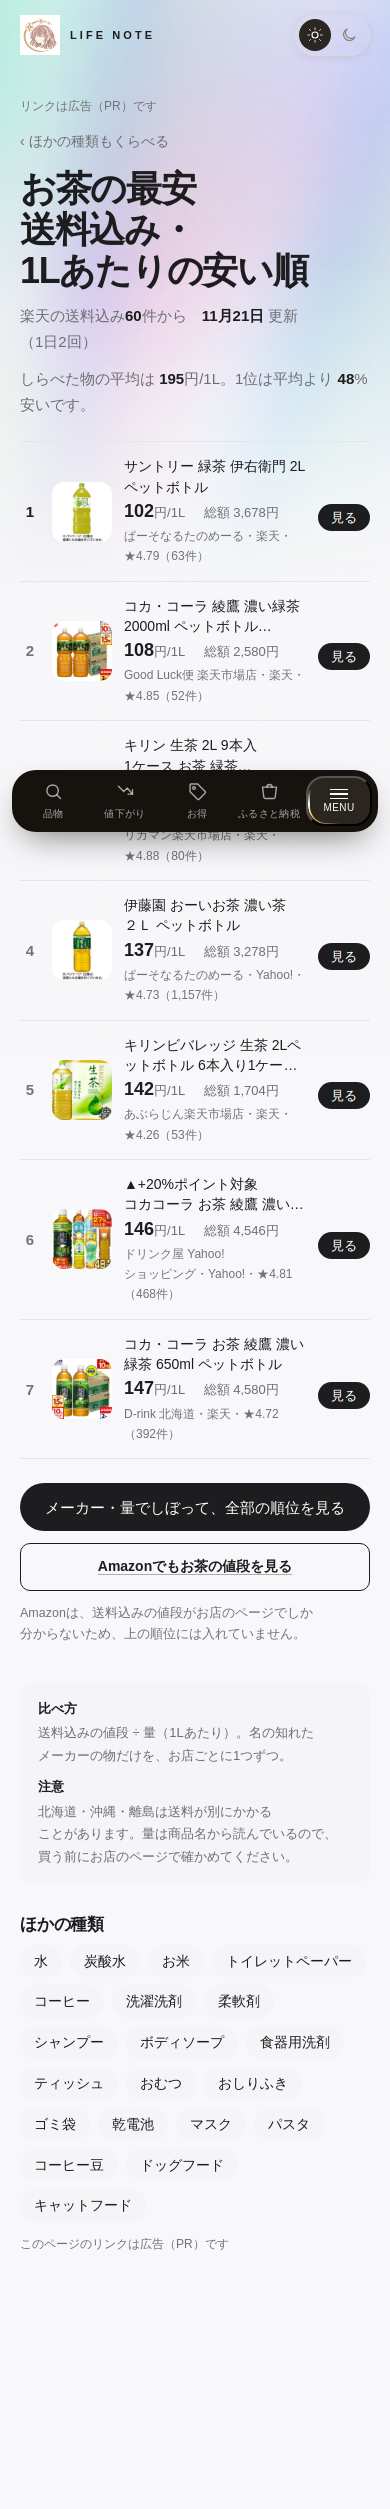 LIFE NOTE
リンクは広告（PR）です
‹ ほかの種類もくらべる
お茶の最安
送料込み・
1Lあたりの安い順
楽天の送料込み60件から　11月21日 更新
（1日2回）
しらべた物の平均は 195円/1L。1位は平均より 48%
安いです。
1
サントリー 緑茶 伊右衛門 2L
ペットボトル
102円/1L 総額 3,678円
ぱーそなるたのめーる・楽天・
★4.79（63件）
見る
2
コカ・コーラ 綾鷹 濃い緑茶
2000ml ペットボトル…
108円/1L 総額 2,580円
Good Luck便 楽天市場店・楽天・
★4.85（52件）
見る
キリン 生茶 2L 9本入
1ケース お茶 緑茶…
品物
値下がり
お得
ふるさと納税
MENU
リカマン楽天市場店・楽天・
★4.88（80件）
4
伊藤園 おーいお茶 濃い茶
２Ｌ ペットボトル
137円/1L 総額 3,278円
ぱーそなるたのめーる・Yahoo!・
★4.73（1,157件）
見る
5
キリンビバレッジ 生茶 2Lペ
ットボトル 6本入り1ケー…
142円/1L 総額 1,704円
あぶらじん楽天市場店・楽天・
★4.26（53件）
見る
6
▲+20%ポイント対象
コカコーラ お茶 綾鷹 濃い…
146円/1L 総額 4,546円
ドリンク屋 Yahoo!
ショッピング・Yahoo!・★4.81
（468件）
見る
7
コカ・コーラ お茶 綾鷹 濃い
緑茶 650ml ペットボトル
147円/1L 総額 4,580円
D-rink 北海道・楽天・★4.72
（392件）
見る
メーカー・量でしぼって、全部の順位を見る
Amazonでもお茶の値段を見る
Amazonは、送料込みの値段がお店のページでしか
分からないため、上の順位には入れていません。
比べ方
送料込みの値段 ÷ 量（1Lあたり）。名の知れた
メーカーの物だけを、お店ごとに1つずつ。
注意
北海道・沖縄・離島は送料が別にかかる
ことがあります。量は商品名から読んでいるので、
買う前にお店のページで確かめてください。
ほかの種類
水 炭酸水 お米 トイレットペーパー
コーヒー 洗濯洗剤 柔軟剤
シャンプー ボディソープ 食器用洗剤
ティッシュ おむつ おしりふき
ゴミ袋 乾電池 マスク パスタ
コーヒー豆 ドッグフード
キャットフード
このページのリンクは広告（PR）です